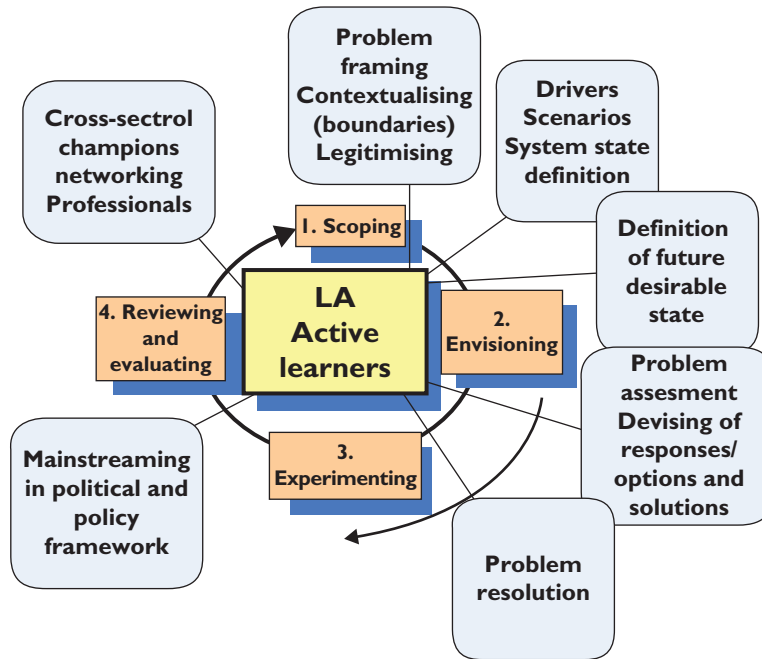 Problem
framing
Contextualising
(boundaries)
Legitimising
Drivers
Scenarios
System state
definition
Cross-sectrol
champions
networking
Professionals
1. Scoping
Definition
of future
desirable
state
LA
Active
learners
2.
Envisioning
4. Reviewing
and
evaluating
Problem
assesment
Devising of
responses/
options and
solutions
3.
Experimenting
Mainstreaming
in political and
policy
framework
Problem
resolution